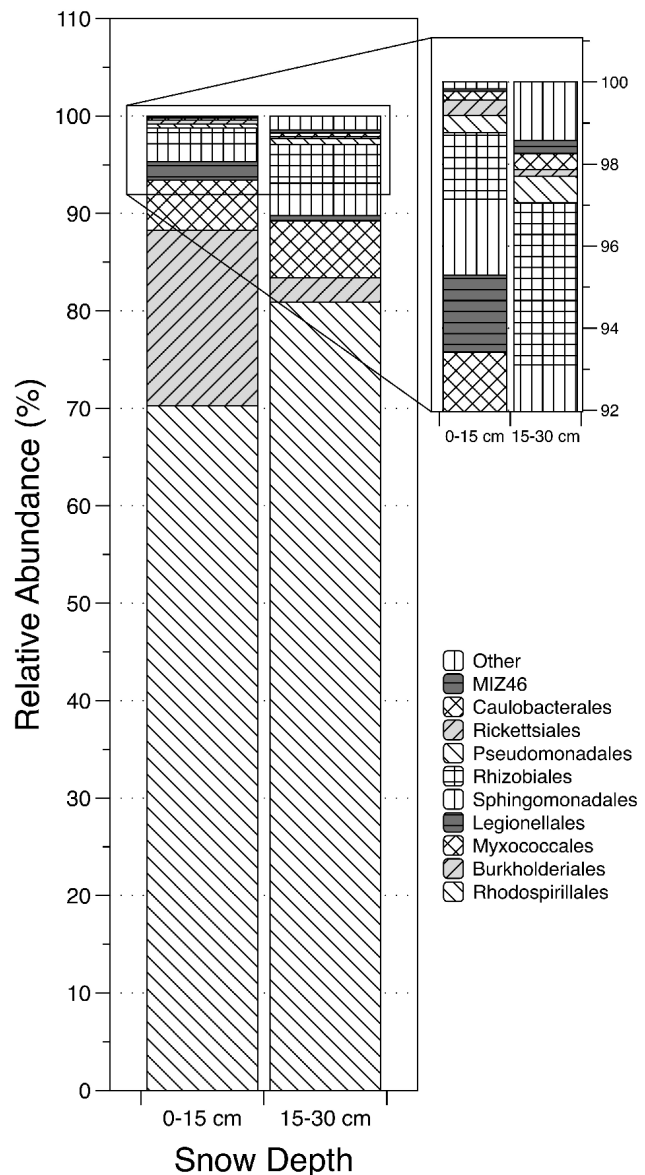 110
100
90
80
70
60
50
40
30
20
10
0
Relative Abundance (%)
0-15 cm 15-30 cm
Snow Depth
100
98
96
94
92
0-15 cm 15-30 cm
Other
MIZ46
Caulobacterales
Rickettsiales
Pseudomonadales
Rhizobiales
Sphingomonadales
Legionellales
Myxococcales
Burkholderiales
Rhodospirillales